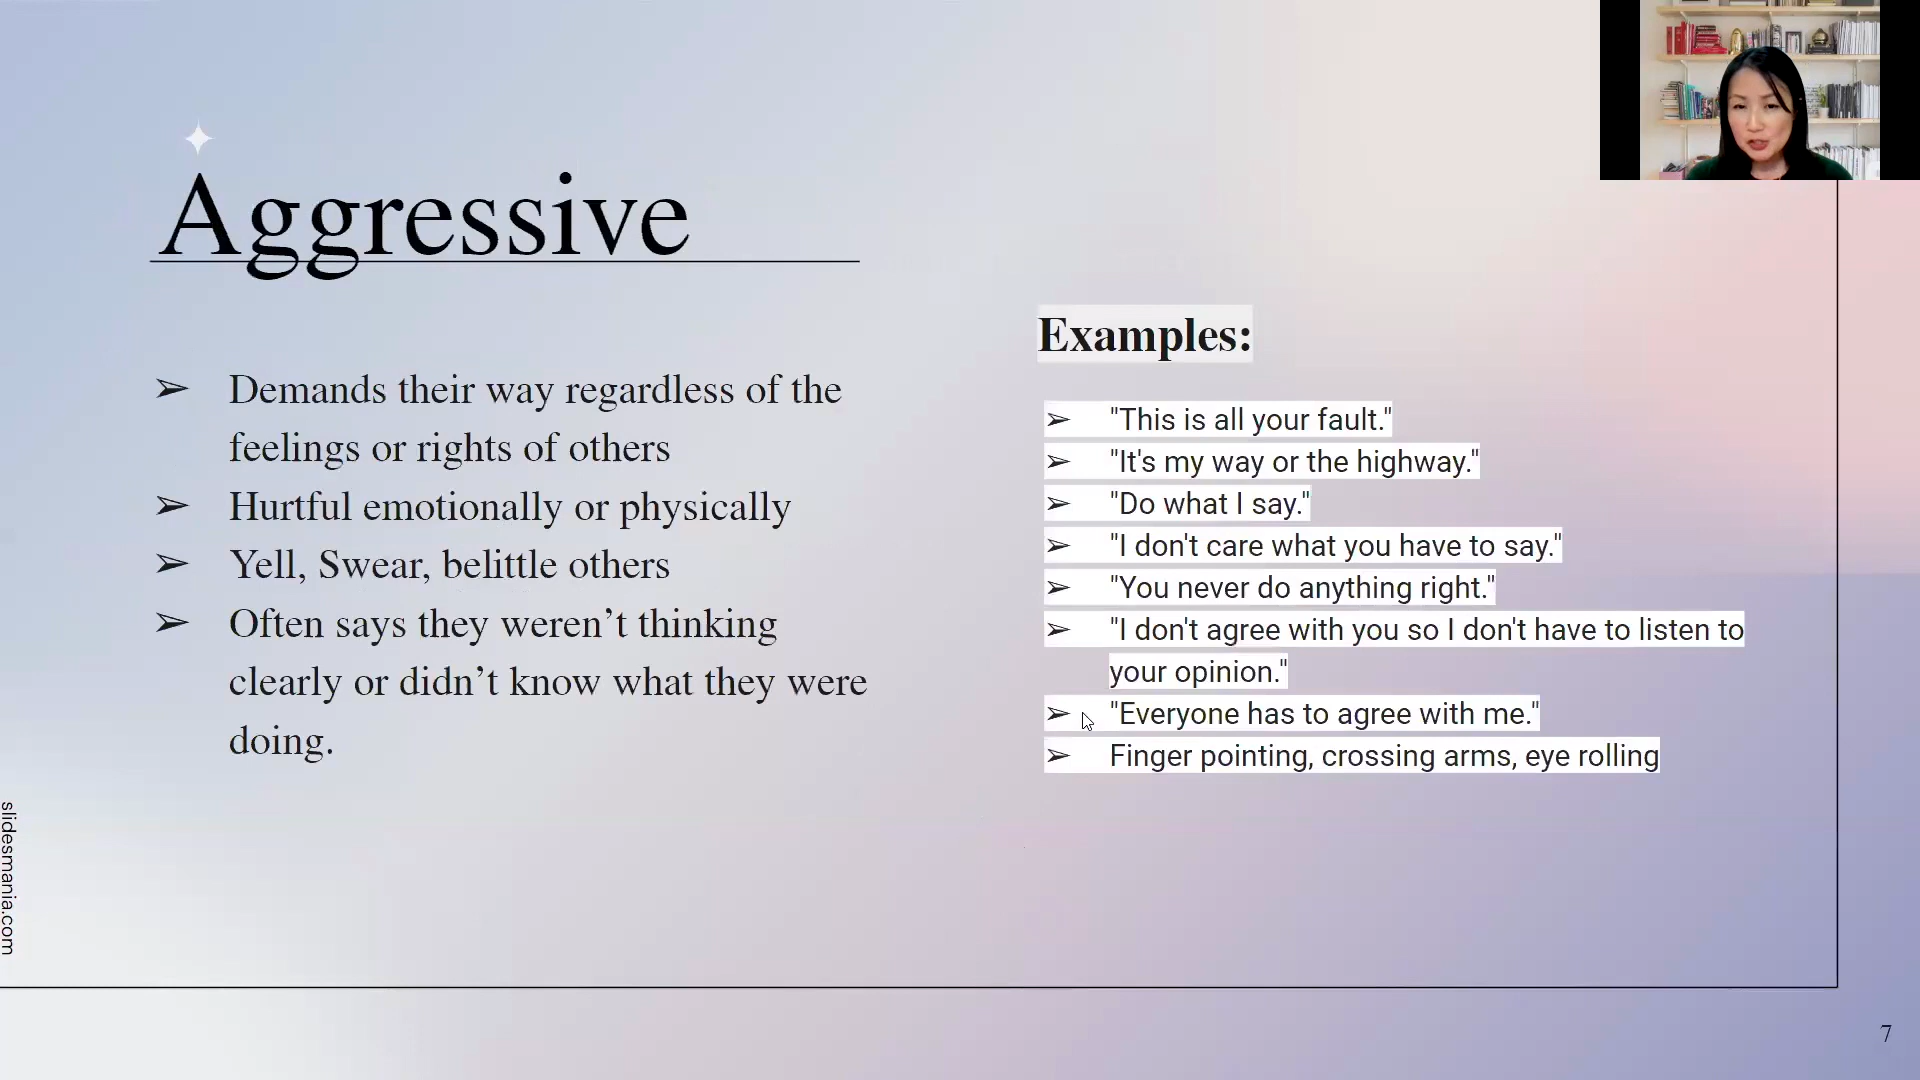 Aggressive
➢ Demands their way regardless of the
feelings or rights of others
➢ Hurtful emotionally or physically
➢ Yell, Swear, belittle others
➢ Often says they weren’t thinking
clearly or didn’t know what they were
doing.
Examples:
➢ "This is all your fault."
➢ "It's my way or the highway."
➢ "Do what I say."
➢ "I don't care what you have to say."
➢ "You never do anything right."
➢ "I don't agree with you so I don't have to listen to
your opinion."
➢ "Everyone has to agree with me."
➢ Finger pointing, crossing arms, eye rolling
slidesmania.com
7